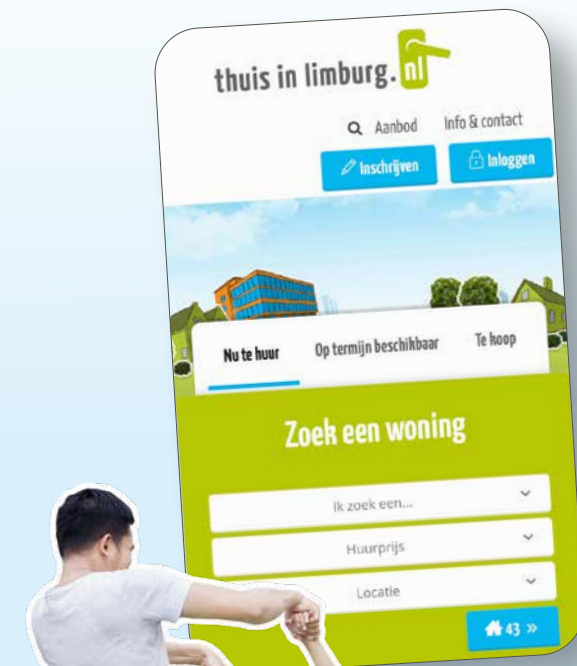 thuis in limburg.nl
Aanbod Info & contact
Inschrijven Inloggen
Nu te huur Op termijn beschikbaar Te koop
Zoek een woning
Ik zoek een...
Huurprijs
Locatie
43 »